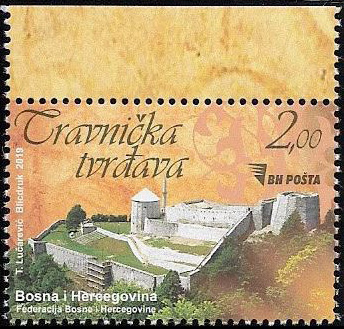 Travnička
tvrđava
2,00
BH POŠTA
T. Lučarević Blicdruk 2019
Bosna i Hercegovina
Federacija Bosne i Hercegovine